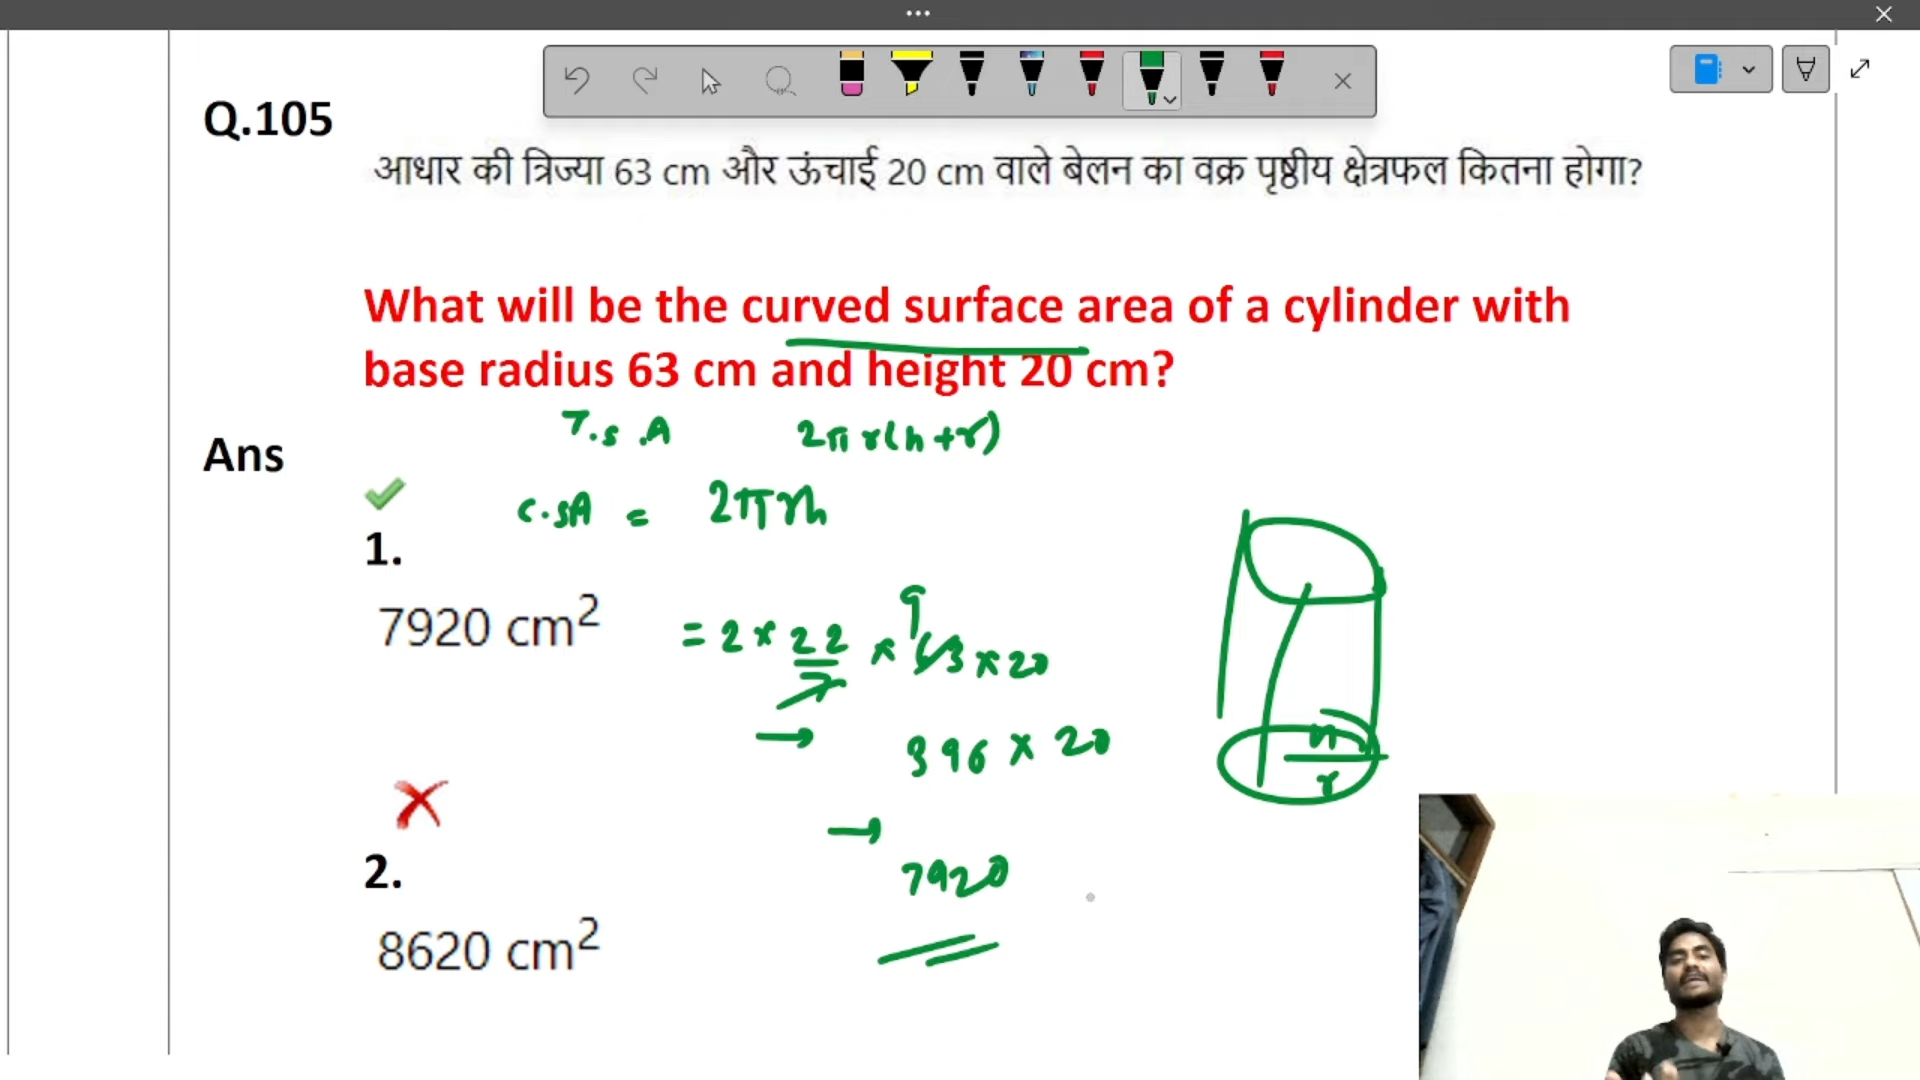 Q.105
आधार की त्रिज्या 63 cm और ऊंचाई 20 cm वाले बेलन का वक्र पृष्ठीय क्षेत्रफल कितना होगा?
What will be the curved surface area of a cylinder with
base radius 63 cm and height 20 cm?
T.S.A 2πr(h+r)
Ans
C.SA = 2πrh
1.
7920 cm²
= 2 × 22/7 × 63 × 20
9
→ 396 × 20
→ 7920
2.
8620 cm²
r